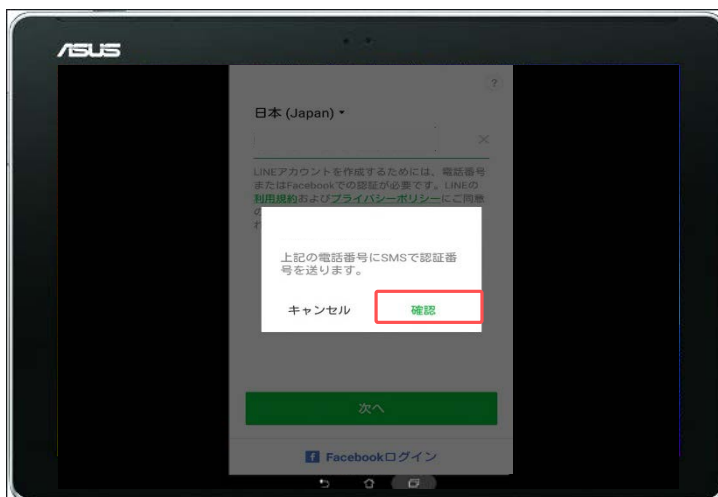 ASUS
?
日本 (Japan)
LINEアカウントを作成するためには、電話番号
またはFacebookでの認証が必要です。LINEの
利用規約およびプライバシーポリシーにご同意
の
上記の電話番号にSMSで認証番
号を送ります。
キャンセル
確認
次へ
f Facebookログイン